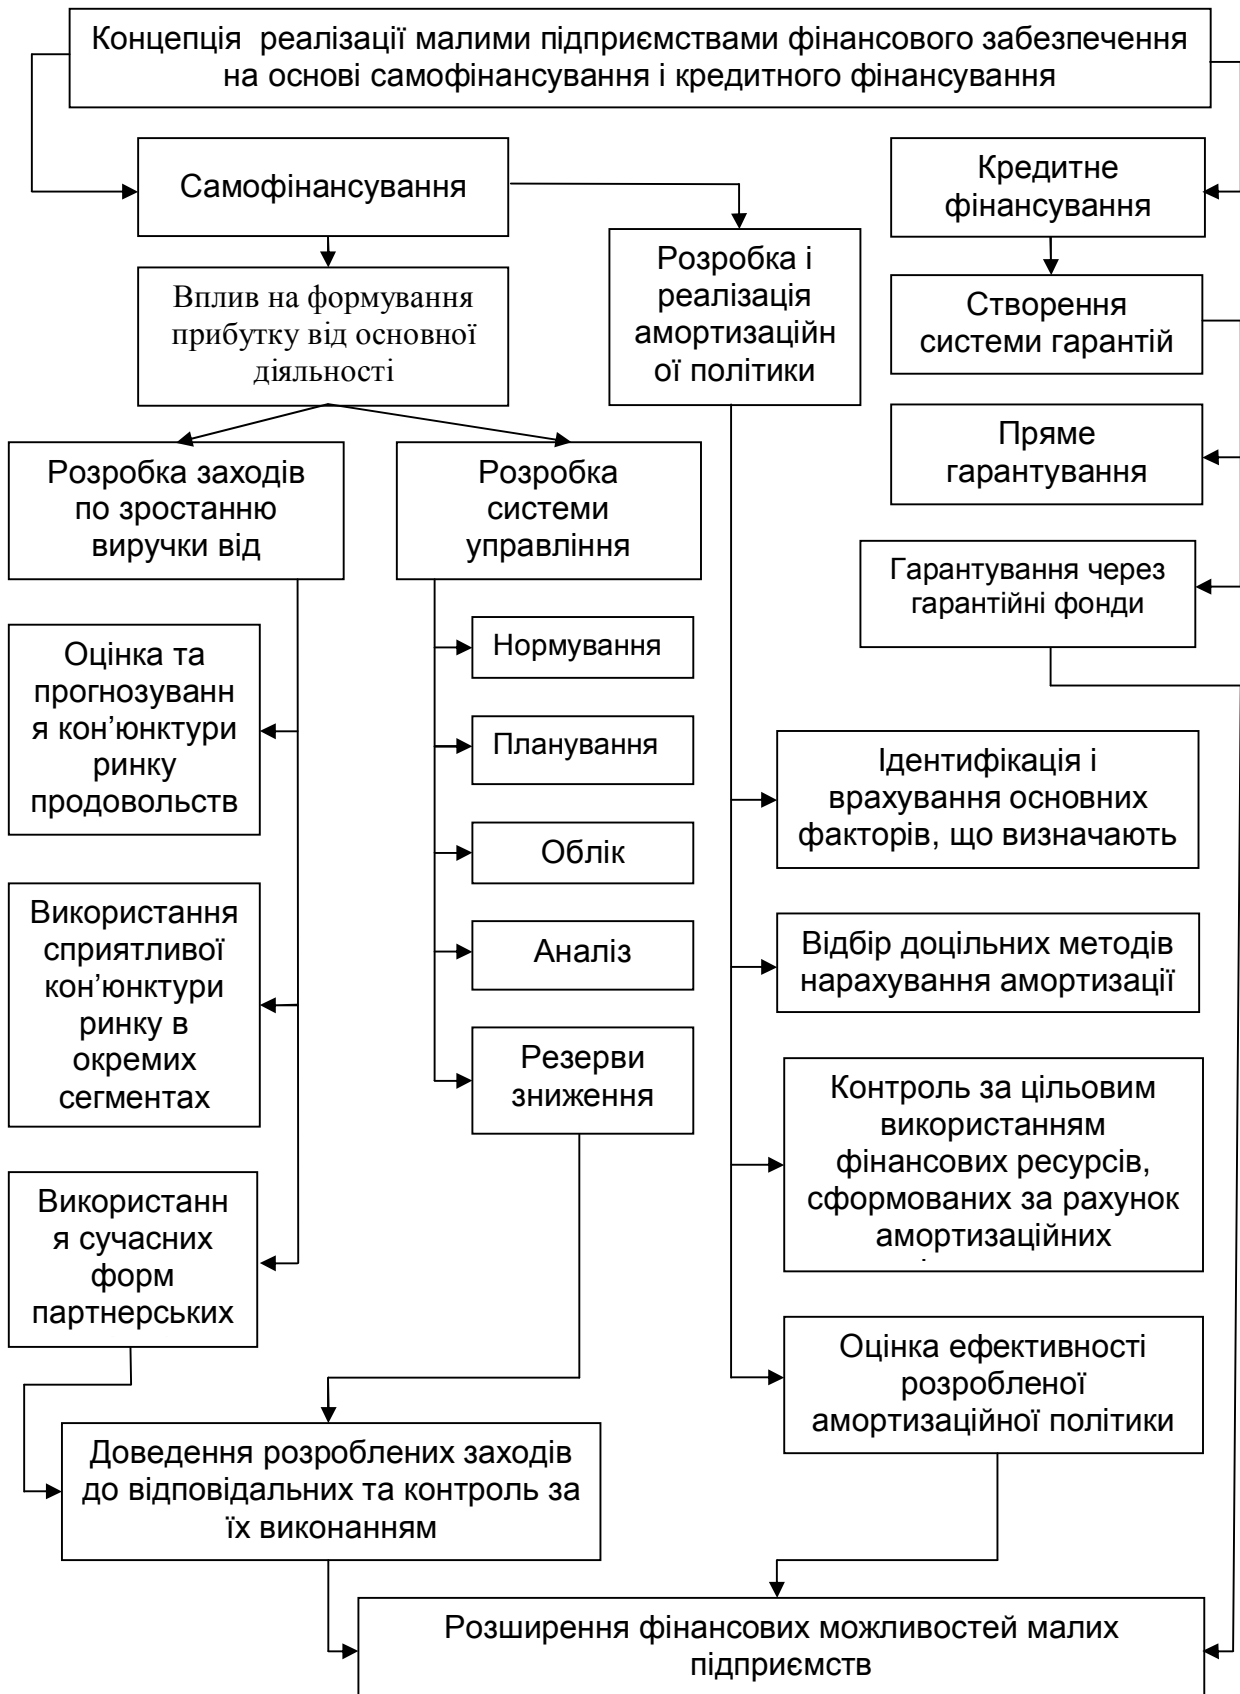 Концепція реалізації малими підприємствами фінансового забезпечення
на основі самофінансування і кредитного фінансування
Самофінансування
Кредитне
фінансування
Розробка і
реалізація
амортизаційн
ої політики
Вплив на формування
прибутку від основної
діяльності
Створення
системи гарантій
Пряме
гарантування
Розробка заходів
по зростанню
виручки від
Розробка
системи
управління
Гарантування через
гарантійні фонди
Оцінка та
прогнозуванн
я кон’юнктури
ринку
продовольств
Нормування
Планування
Облік
Аналіз
Резерви
зниження
Ідентифікація і
врахування основних
факторів, що визначають
Використання
сприятливої
кон’юнктури
ринку в
окремих
сегментах
Відбір доцільних методів
нарахування амортизації
Контроль за цільовим
використанням
фінансових ресурсів,
сформованих за рахунок
амортизаційних
Використанн
я сучасних
форм
партнерських
Оцінка ефективності
розробленої
амортизаційної політики
Доведення розроблених заходів
до відповідальних та контроль за
їх виконанням
Розширення фінансових можливостей малих
підприємств